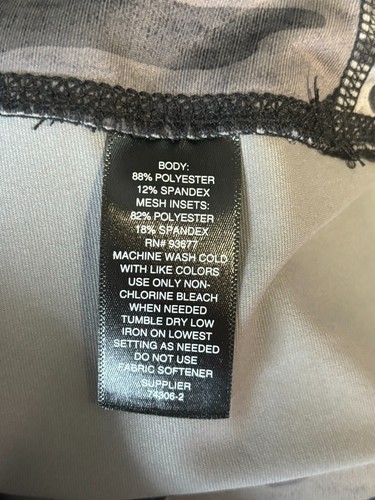 BODY:
88% POLYESTER
12% SPANDEX
MESH INSETS:
82% POLYESTER
18% SPANDEX
RN# 93677
MACHINE WASH COLD
WITH LIKE COLORS
USE ONLY NON-
CHLORINE BLEACH
WHEN NEEDED
TUMBLE DRY LOW
IRON ON LOWEST
SETTING AS NEEDED
DO NOT USE
FABRIC SOFTENER
SUPPLIER
74306-2